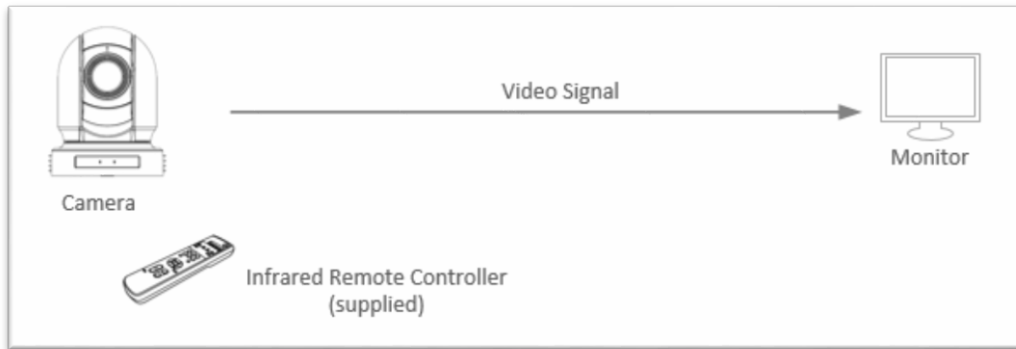 Video Signal
Monitor
Camera
Infrared Remote Controller
(supplied)